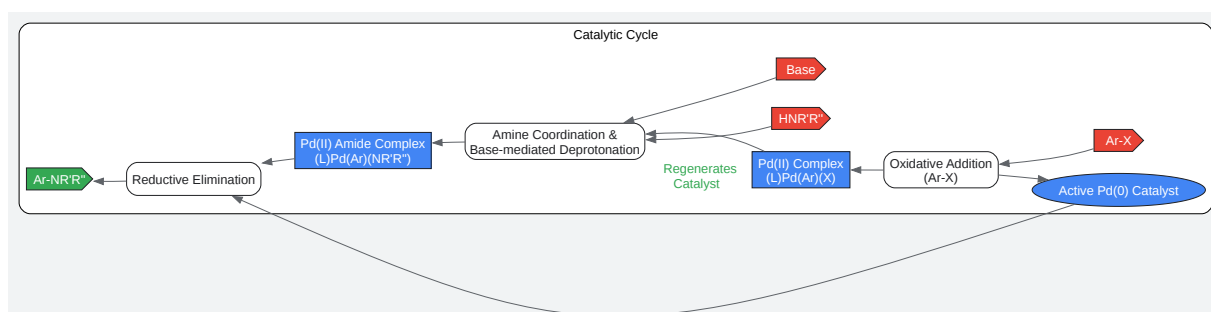 Catalytic Cycle
Base
HNR'R"
Amine Coordination &
Base-mediated Deprotonation
Ar-X
Pd(II) Amide Complex
(L)Pd(Ar)(NR'R")
Oxidative Addition
(Ar-X)
Pd(II) Complex
(L)Pd(Ar)(X)
Regenerates
Catalyst
Ar-NR'R"
Reductive Elimination
Active Pd(0) Catalyst